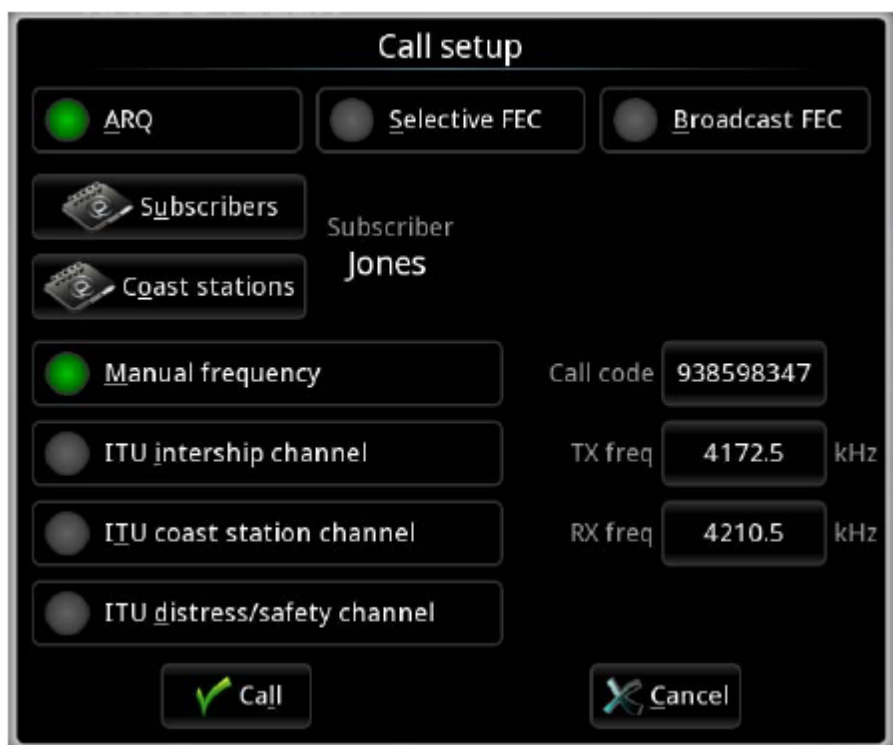 Call setup
ARQ
Selective FEC
Broadcast FEC
Subscribers
Subscriber
Jones
Coast stations
Manual frequency
Call code 938598347
ITU intership channel
TX freq 4172.5 kHz
ITU coast station channel
RX freq 4210.5 kHz
ITU distress/safety channel
Call
Cancel